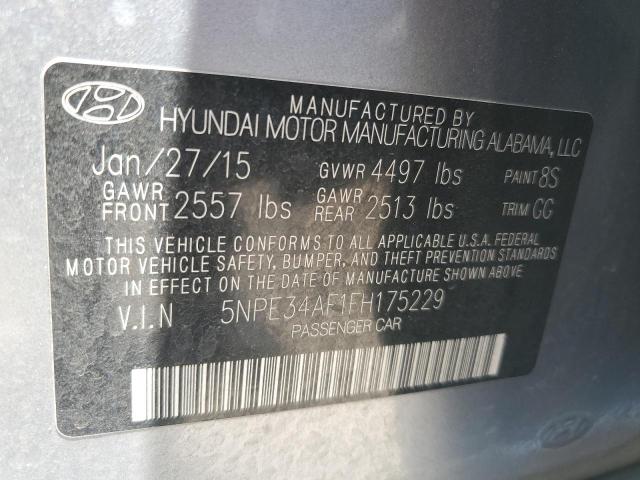 MANUFACTURED BY
HYUNDAI MOTOR MANUFACTURING ALABAMA, LLC
Jan/27/15 GVWR 4497 lbs PAINT 8S
GAWR FRONT 2557 lbs GAWR REAR 2513 lbs TRIM GG
THIS VEHICLE CONFORMS TO ALL APPLICABLE U.S.A. FEDERAL
MOTOR VEHICLE SAFETY, BUMPER, AND THEFT PREVENTION STANDARDS
IN EFFECT ON THE DATE OF MANUFACTURE SHOWN ABOVE
V.I.N 5NPE34AF1FH175229
PASSENGER CAR